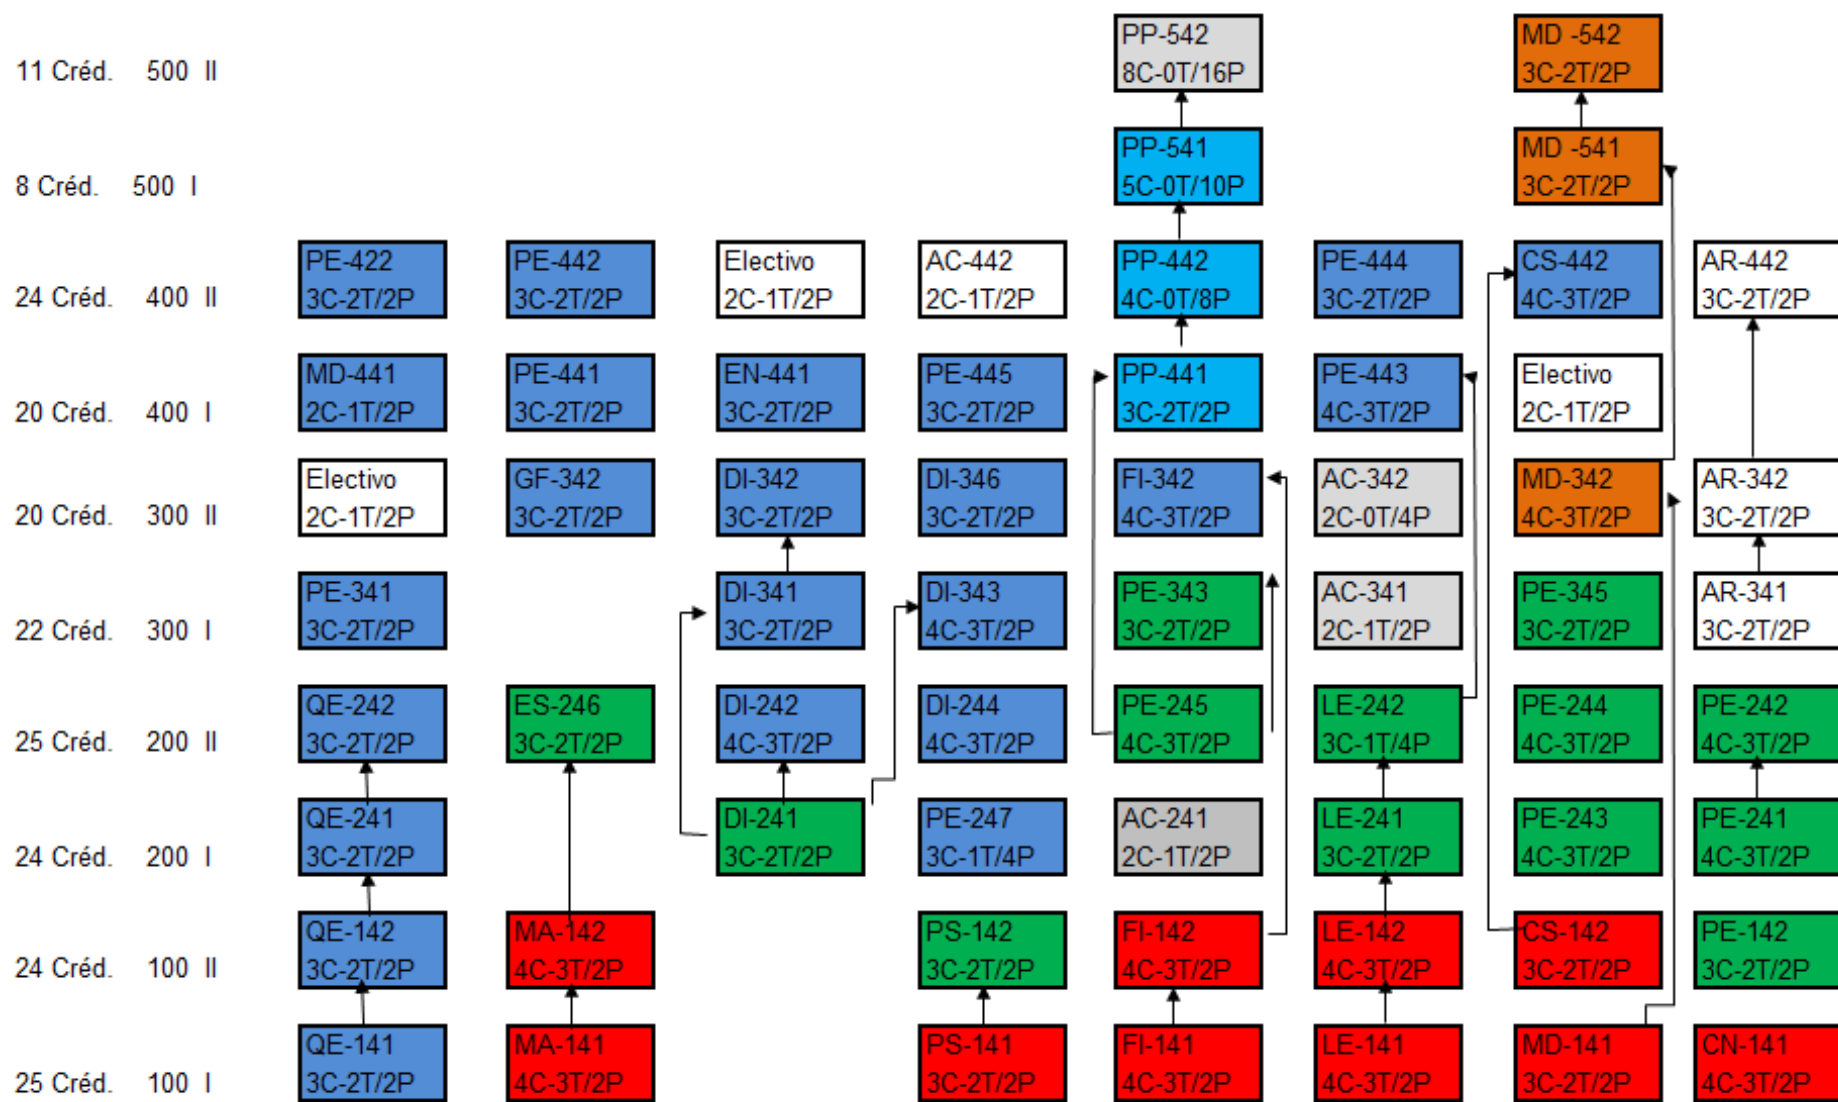 PP-542
8C-0T/16P
MD -542
3C-2T/2P
11 Créd. 500 II
PP-541
5C-0T/10P
MD -541
3C-2T/2P
8 Créd. 500 I
PE-422
3C-2T/2P
PE-442
3C-2T/2P
Electivo
2C-1T/2P
AC-442
2C-1T/2P
PP-442
4C-0T/8P
PE-444
3C-2T/2P
CS-442
4C-3T/2P
AR-442
3C-2T/2P
24 Créd. 400 II
MD-441
2C-1T/2P
PE-441
3C-2T/2P
EN-441
3C-2T/2P
PE-445
3C-2T/2P
PP-441
3C-2T/2P
PE-443
4C-3T/2P
Electivo
2C-1T/2P
20 Créd. 400 I
Electivo
2C-1T/2P
GF-342
3C-2T/2P
DI-342
3C-2T/2P
DI-346
3C-2T/2P
FI-342
4C-3T/2P
AC-342
2C-0T/4P
MD-342
4C-3T/2P
AR-342
3C-2T/2P
20 Créd. 300 II
PE-341
3C-2T/2P
DI-341
3C-2T/2P
DI-343
4C-3T/2P
PE-343
3C-2T/2P
AC-341
2C-1T/2P
PE-345
3C-2T/2P
AR-341
3C-2T/2P
22 Créd. 300 I
QE-242
3C-2T/2P
ES-246
3C-2T/2P
DI-242
4C-3T/2P
DI-244
4C-3T/2P
PE-245
4C-3T/2P
LE-242
3C-1T/4P
PE-244
4C-3T/2P
PE-242
4C-3T/2P
25 Créd. 200 II
QE-241
3C-2T/2P
DI-241
3C-2T/2P
PE-247
3C-1T/4P
AC-241
2C-1T/2P
LE-241
3C-2T/2P
PE-243
4C-3T/2P
PE-241
4C-3T/2P
24 Créd. 200 I
QE-142
3C-2T/2P
MA-142
4C-3T/2P
PS-142
3C-2T/2P
FI-142
4C-3T/2P
LE-142
4C-3T/2P
CS-142
3C-2T/2P
PE-142
3C-2T/2P
24 Créd. 100 II
QE-141
3C-2T/2P
MA-141
4C-3T/2P
PS-141
3C-2T/2P
FI-141
4C-3T/2P
LE-141
4C-3T/2P
MD-141
3C-2T/2P
CN-141
4C-3T/2P
25 Créd. 100 I